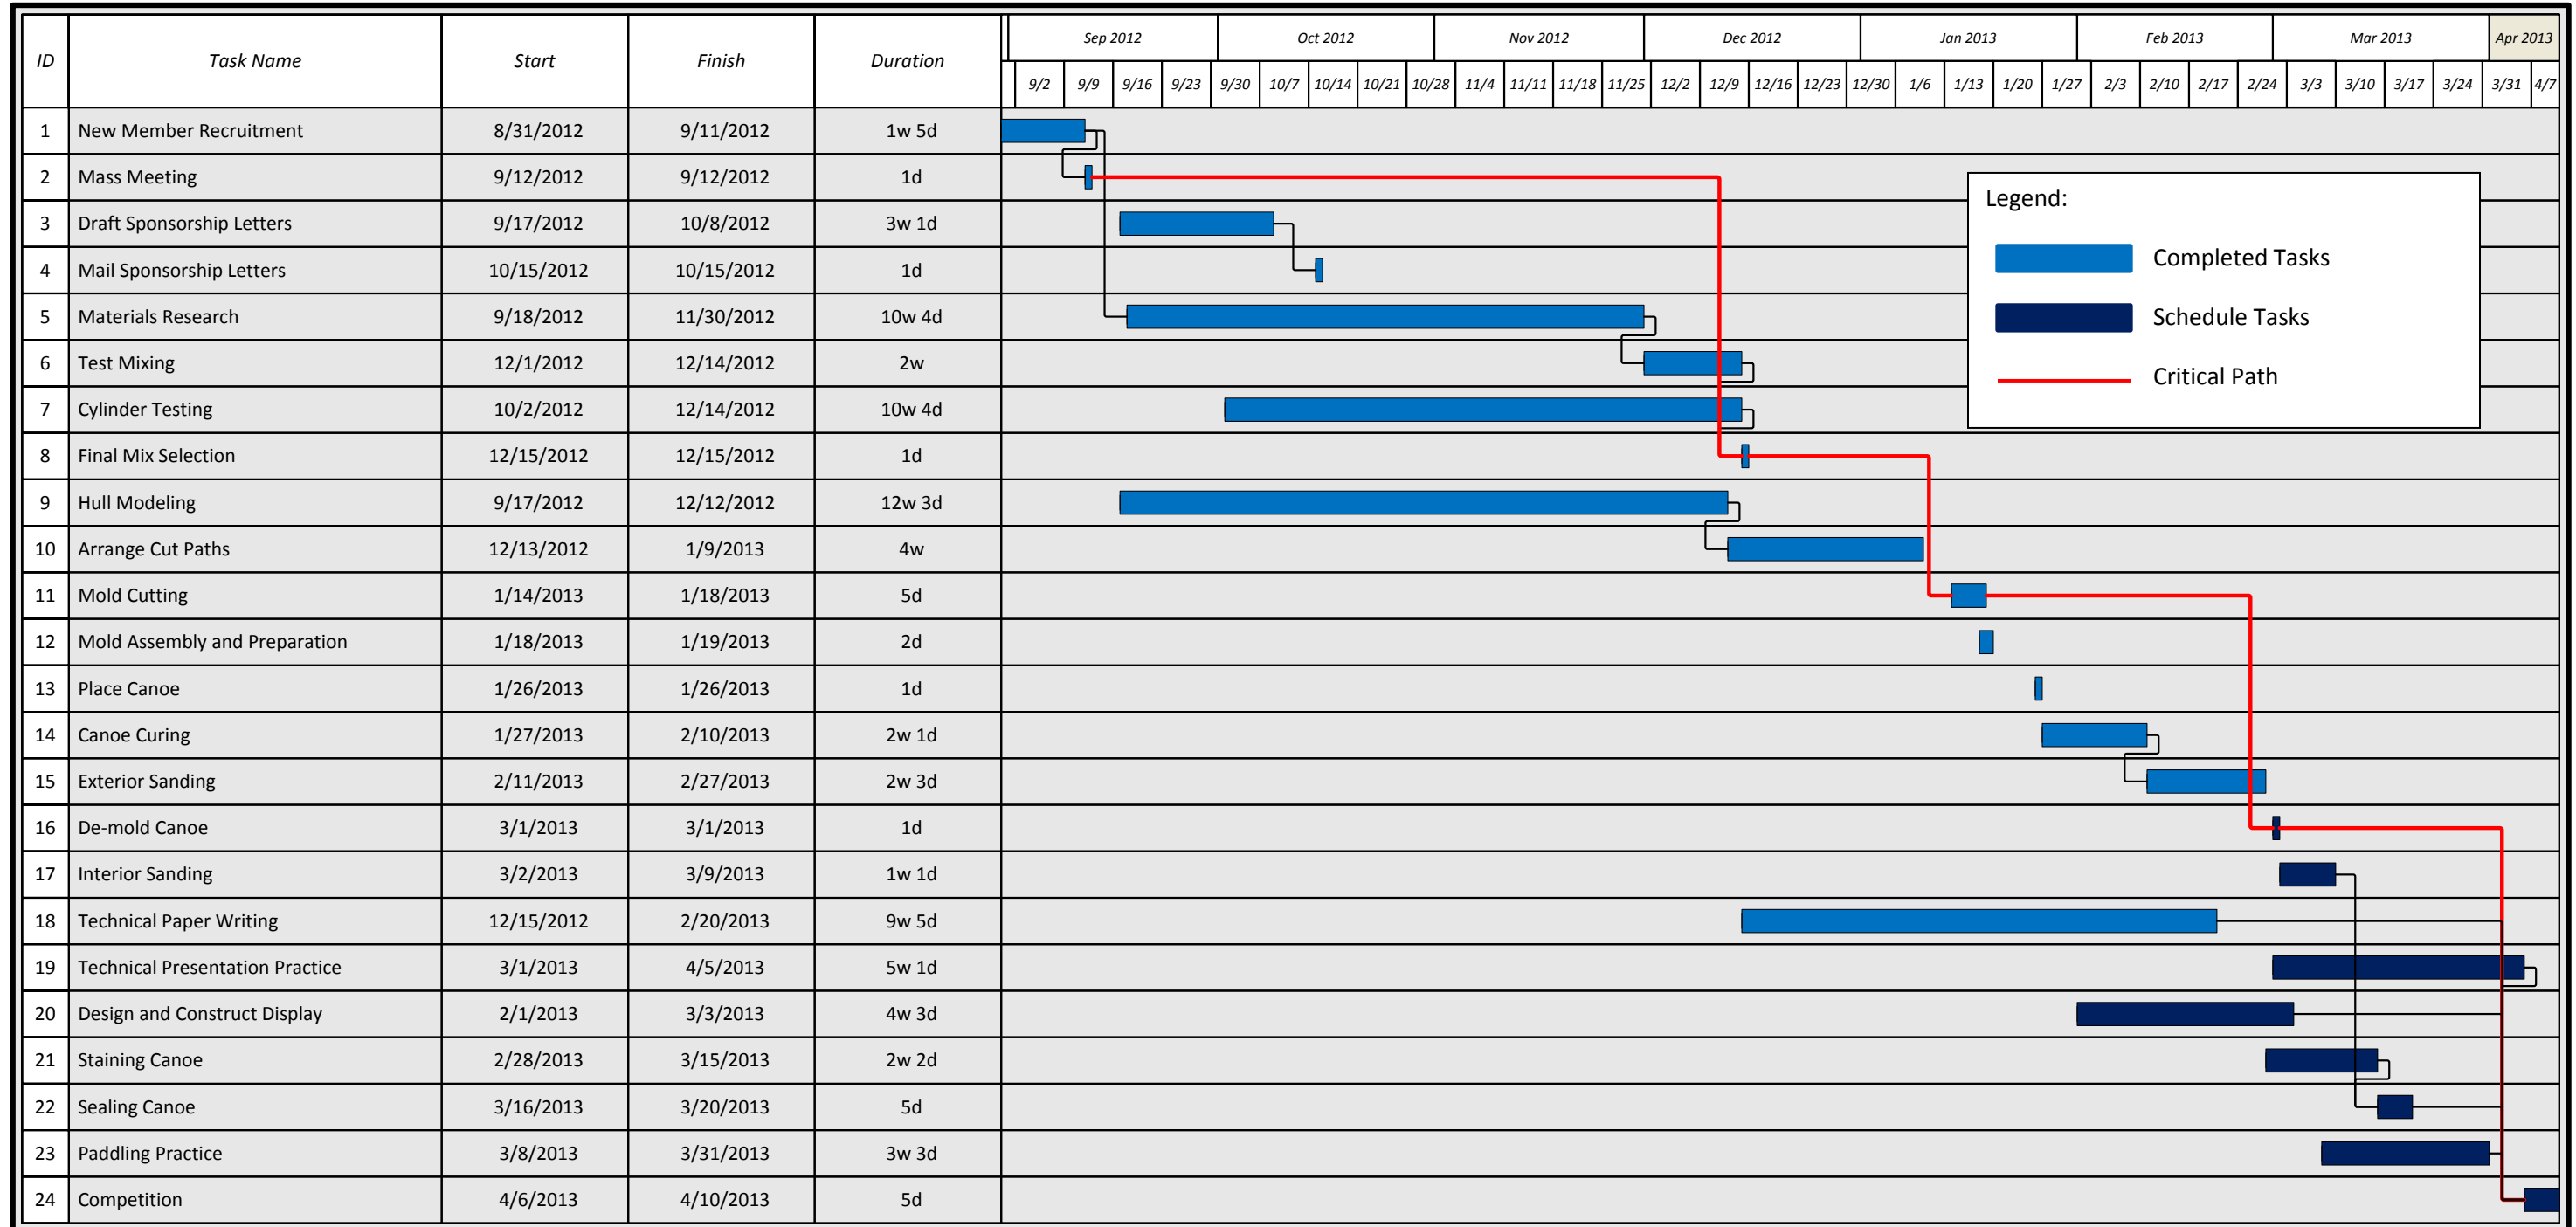 ID Task Name Start Finish Duration Sep 2012 Oct 2012 Nov 2012 Dec 2012 Jan 2013 Feb 2013 Mar 2013 Apr 2013
9/2 9/9 9/16 9/23 9/30 10/7 10/14 10/21 10/28 11/4 11/11 11/18 11/25 12/2 12/9 12/16 12/23 12/30 1/6 1/13 1/20 1/27 2/3 2/10 2/17 2/24 3/3 3/10 3/17 3/24 3/31 4/7
1 New Member Recruitment 8/31/2012 9/11/2012 1w 5d
2 Mass Meeting 9/12/2012 9/12/2012 1d
3 Draft Sponsorship Letters 9/17/2012 10/8/2012 3w 1d
4 Mail Sponsorship Letters 10/15/2012 10/15/2012 1d
5 Materials Research 9/18/2012 11/30/2012 10w 4d
6 Test Mixing 12/1/2012 12/14/2012 2w
7 Cylinder Testing 10/2/2012 12/14/2012 10w 4d
8 Final Mix Selection 12/15/2012 12/15/2012 1d
9 Hull Modeling 9/17/2012 12/12/2012 12w 3d
10 Arrange Cut Paths 12/13/2012 1/9/2013 4w
11 Mold Cutting 1/14/2013 1/18/2013 5d
12 Mold Assembly and Preparation 1/18/2013 1/19/2013 2d
13 Place Canoe 1/26/2013 1/26/2013 1d
14 Canoe Curing 1/27/2013 2/10/2013 2w 1d
15 Exterior Sanding 2/11/2013 2/27/2013 2w 3d
16 De-mold Canoe 3/1/2013 3/1/2013 1d
17 Interior Sanding 3/2/2013 3/9/2013 1w 1d
18 Technical Paper Writing 12/15/2012 2/20/2013 9w 5d
19 Technical Presentation Practice 3/1/2013 4/5/2013 5w 1d
20 Design and Construct Display 2/1/2013 3/3/2013 4w 3d
21 Staining Canoe 2/28/2013 3/15/2013 2w 2d
22 Sealing Canoe 3/16/2013 3/20/2013 5d
23 Paddling Practice 3/8/2013 3/31/2013 3w 3d
24 Competition 4/6/2013 4/10/2013 5d
Legend:
Completed Tasks
Schedule Tasks
Critical Path